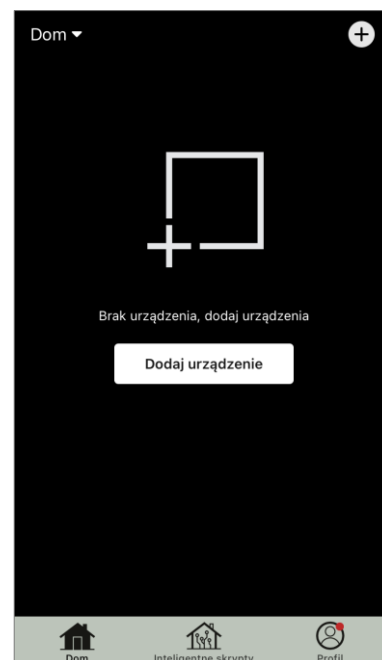 Dom
Brak urządzenia, dodaj urządzenia
Dodaj urządzenie
Dom
Inteligentne skrypty
Profil